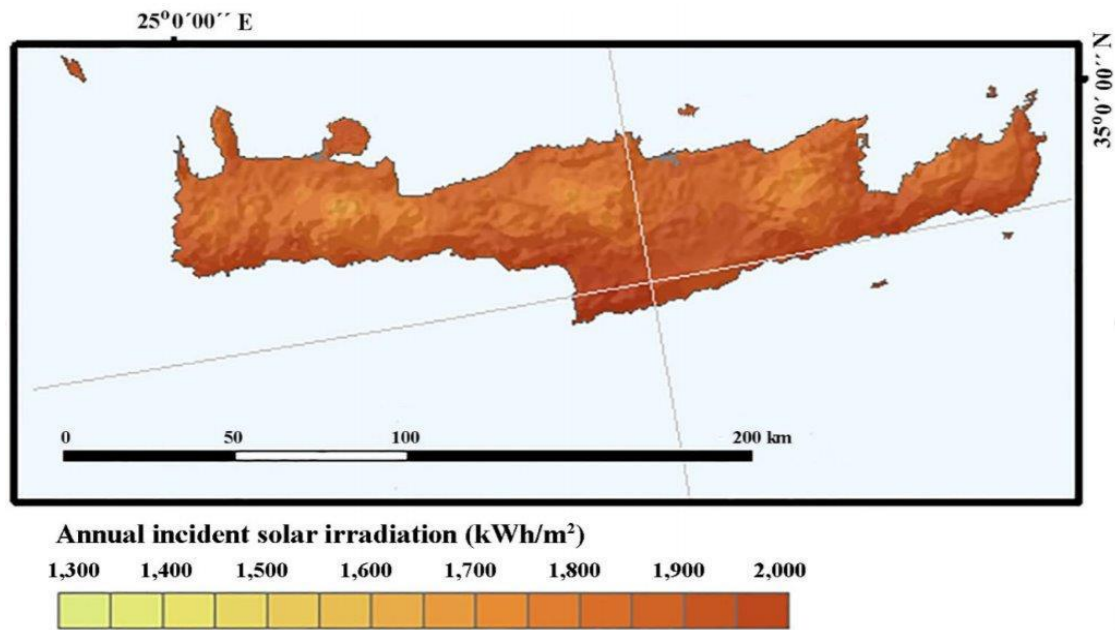 25°0´00´´ E
35°0´ 00´´ N
0 50 100 200 km
Annual incident solar irradiation (kWh/m²)
1,300 1,400 1,500 1,600 1,700 1,800 1,900 2,000